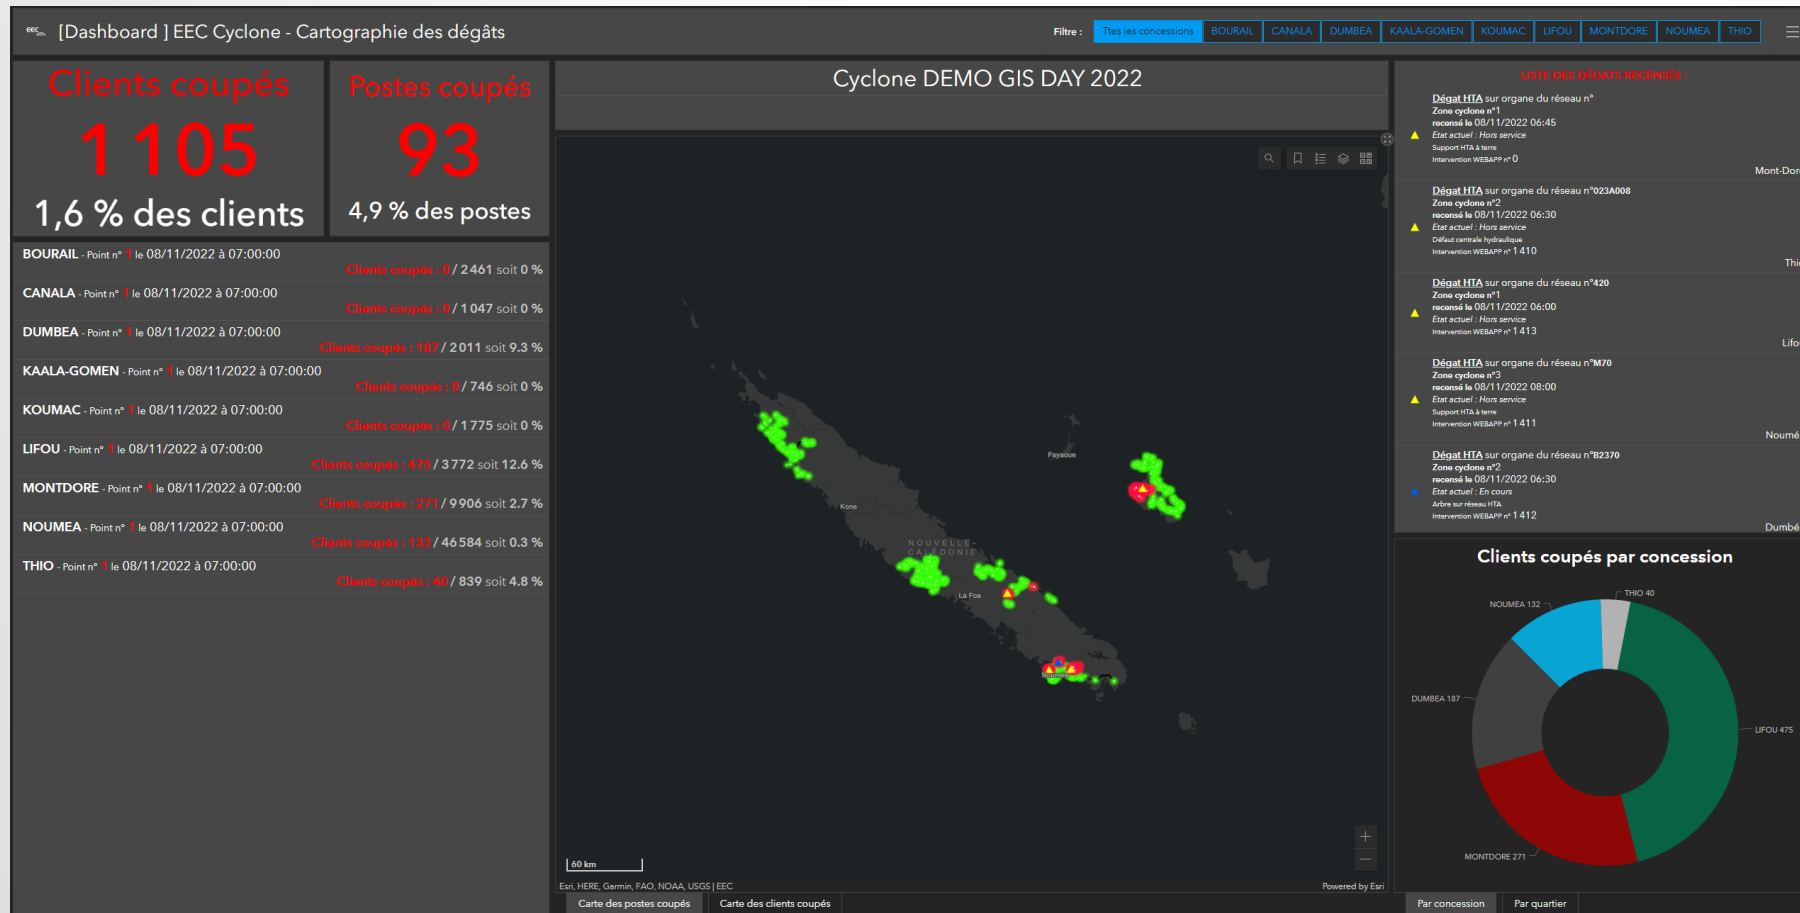 EEC
[Dashboard ] EEC Cyclone - Cartographie des dégâts
Filtre :
Ttes les concessions
BOURAIL
CANALA
DUMBEA
KAALA-GOMEN
KOUMAC
LIFOU
MONTDORE
NOUMEA
THIO
Clients coupés
1 105
1,6 % des clients
Postes coupés
93
4,9 % des postes
BOURAIL - Point n° 1 le 08/11/2022 à 07:00:00
Clients coupés : 0 / 2 461 soit 0 %
CANALA - Point n° 1 le 08/11/2022 à 07:00:00
Clients coupés : 0 / 1 047 soit 0 %
DUMBEA - Point n° 1 le 08/11/2022 à 07:00:00
Clients coupés : 187 / 2 011 soit 9.3 %
KAALA-GOMEN - Point n° 1 le 08/11/2022 à 07:00:00
Clients coupés : 0 / 746 soit 0 %
KOUMAC - Point n° 1 le 08/11/2022 à 07:00:00
Clients coupés : 0 / 1 775 soit 0 %
LIFOU - Point n° 1 le 08/11/2022 à 07:00:00
Clients coupés : 475 / 3 772 soit 12.6 %
MONTDORE - Point n° 1 le 08/11/2022 à 07:00:00
Clients coupés : 271 / 9 906 soit 2.7 %
NOUMEA - Point n° 1 le 08/11/2022 à 07:00:00
Clients coupés : 132 / 46 584 soit 0.3 %
THIO - Point n° 1 le 08/11/2022 à 07:00:00
Clients coupés : 40 / 839 soit 4.8 %
Cyclone DEMO GIS DAY 2022
Fayaoue
Kone
NOUVELLE-
CALÉDONIE
La Foa
Noumea
60 km
Esri, HERE, Garmin, FAO, NOAA, USGS | EEC
Powered by Esri
Carte des postes coupés
Carte des clients coupés
LISTE DES DÉGATS RECENSÉS :
Dégat HTA sur organe du réseau n°
Zone cyclone n°1
recensé le 08/11/2022 06:45
Etat actuel : Hors service
Support HTA à terre
Intervention WEBAPP n° 0
Mont-Dor
Dégat HTA sur organe du réseau n°023A008
Zone cyclone n°2
recensé le 08/11/2022 06:30
Etat actuel : Hors service
Défaut centrale hydraulique
Intervention WEBAPP n° 1 410
Thi
Dégat HTA sur organe du réseau n°420
Zone cyclone n°1
recensé le 08/11/2022 06:00
Etat actuel : Hors service
Intervention WEBAPP n° 1 413
Lifo
Dégat HTA sur organe du réseau n°M70
Zone cyclone n°3
recensé le 08/11/2022 08:00
Etat actuel : Hors service
Support HTA à terre
Intervention WEBAPP n° 1 411
Noumé
Dégat HTA sur organe du réseau n°B2370
Zone cyclone n°2
recensé le 08/11/2022 06:30
Etat actuel : En cours
Arbre sur réseau HTA
Intervention WEBAPP n° 1 412
Dumbé
Clients coupés par concession
THIO 40
NOUMEA 132
DUMBEA 187
LIFOU 475
MONTDORE 271
Par concession
Par quartier